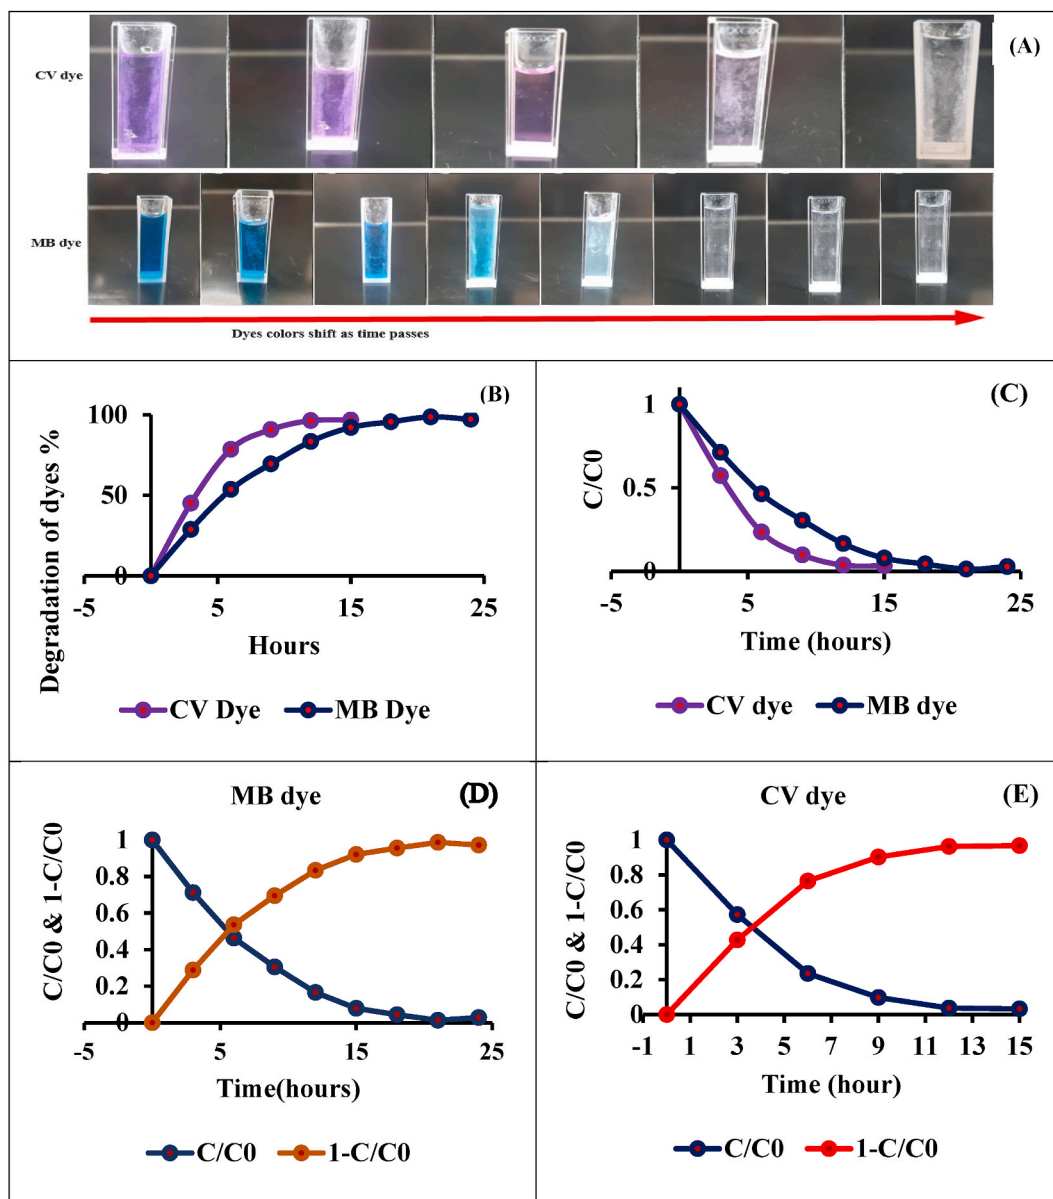 (A)
CV dye
MB dye
Dyes colors shift as time passes
(B)
Degradation of dyes %
100
50
0
-5
5
15
25
Hours
CV Dye
MB Dye
(C)
C/C0
1
0.5
0
-5
5
15
25
Time (hours)
CV dye
MB dye
MB dye
(D)
C/C0 & 1-C/C0
1
0.8
0.6
0.4
0.2
0
-5
5
15
25
Time(hours)
C/C0
1-C/C0
CV dye
(E)
C/C0 & 1-C/C0
1
0.8
0.6
0.4
0.2
0
-1
1
3
5
7
9
11
13
15
Time (hour)
C/C0
1-C/C0